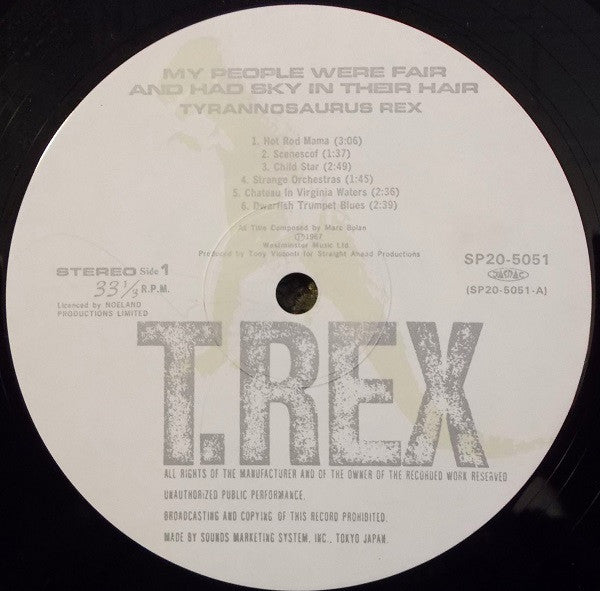 MY PEOPLE WERE FAIR
AND HAD SKY IN THEIR HAIR
TYRANNOSAURUS REX
1. Hot Rod Mama (3:06)
2. Scenescof (1:37)
3. Child Star (2:49)
4. Strange Orchestras (1:45)
5. Chateau In Virginia Waters (2:36)
6. Dwarfish Trumpet Blues (2:39)
All Title Composed by Marc Bolan
Ⓟ1967
Westminster Music Ltd.
Produced by Tony Visconti for Straight Ahead Productions
STEREO Side 1
33⅓ R.P.M.
Licenced by NOELAND
PRODUCTIONS LIMITED
SP20-5051
JASRAC
(SP20-5051-A)
T.REX
ALL RIGHTS OF THE MANUFACTURER AND OF THE OWNER OF THE RECORDED WORK RESERVED
UNAUTHORIZED PUBLIC PERFORMANCE.
BROADCASTING AND COPYING OF THIS RECORD PROHIBITED.
MADE BY SOUNDS MARKETING SYSTEM, INC., TOKYO JAPAN.